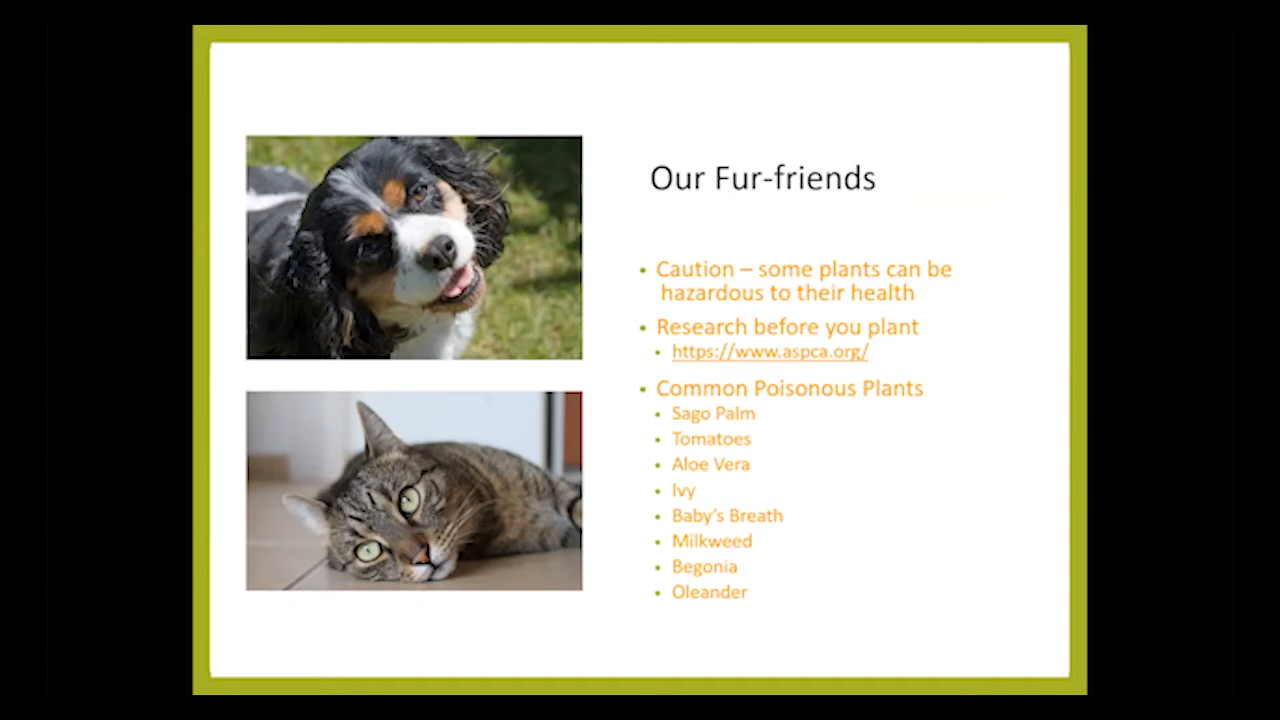 Our Fur-friends
• Caution – some plants can be
hazardous to their health
• Research before you plant
• https://www.aspca.org/
• Common Poisonous Plants
• Sago Palm
• Tomatoes
• Aloe Vera
• Ivy
• Baby's Breath
• Milkweed
• Begonia
• Oleander